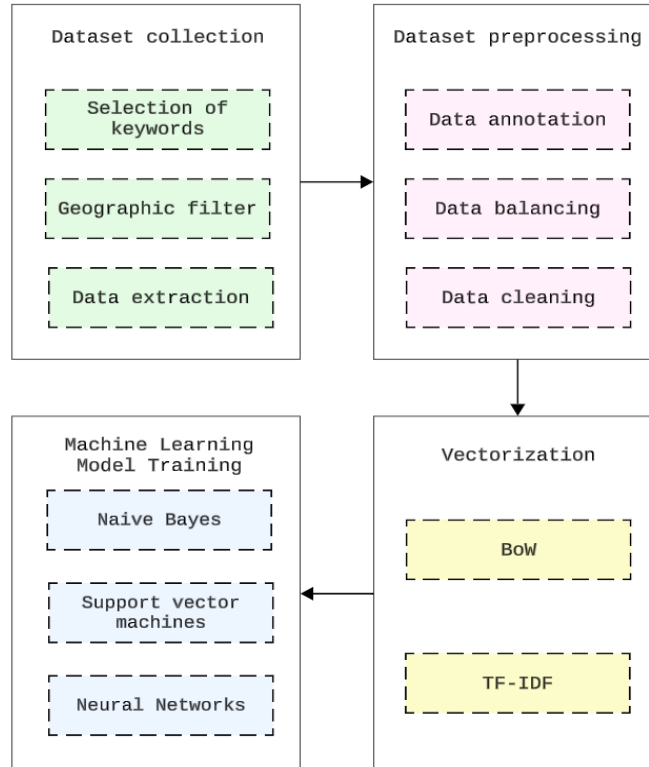 Dataset collection
Selection of
keywords
Geographic filter
Data extraction
Dataset preprocessing
Data annotation
Data balancing
Data cleaning
Machine Learning
Model Training
Naive Bayes
Support vector
machines
Neural Networks
Vectorization
BoW
TF-IDF